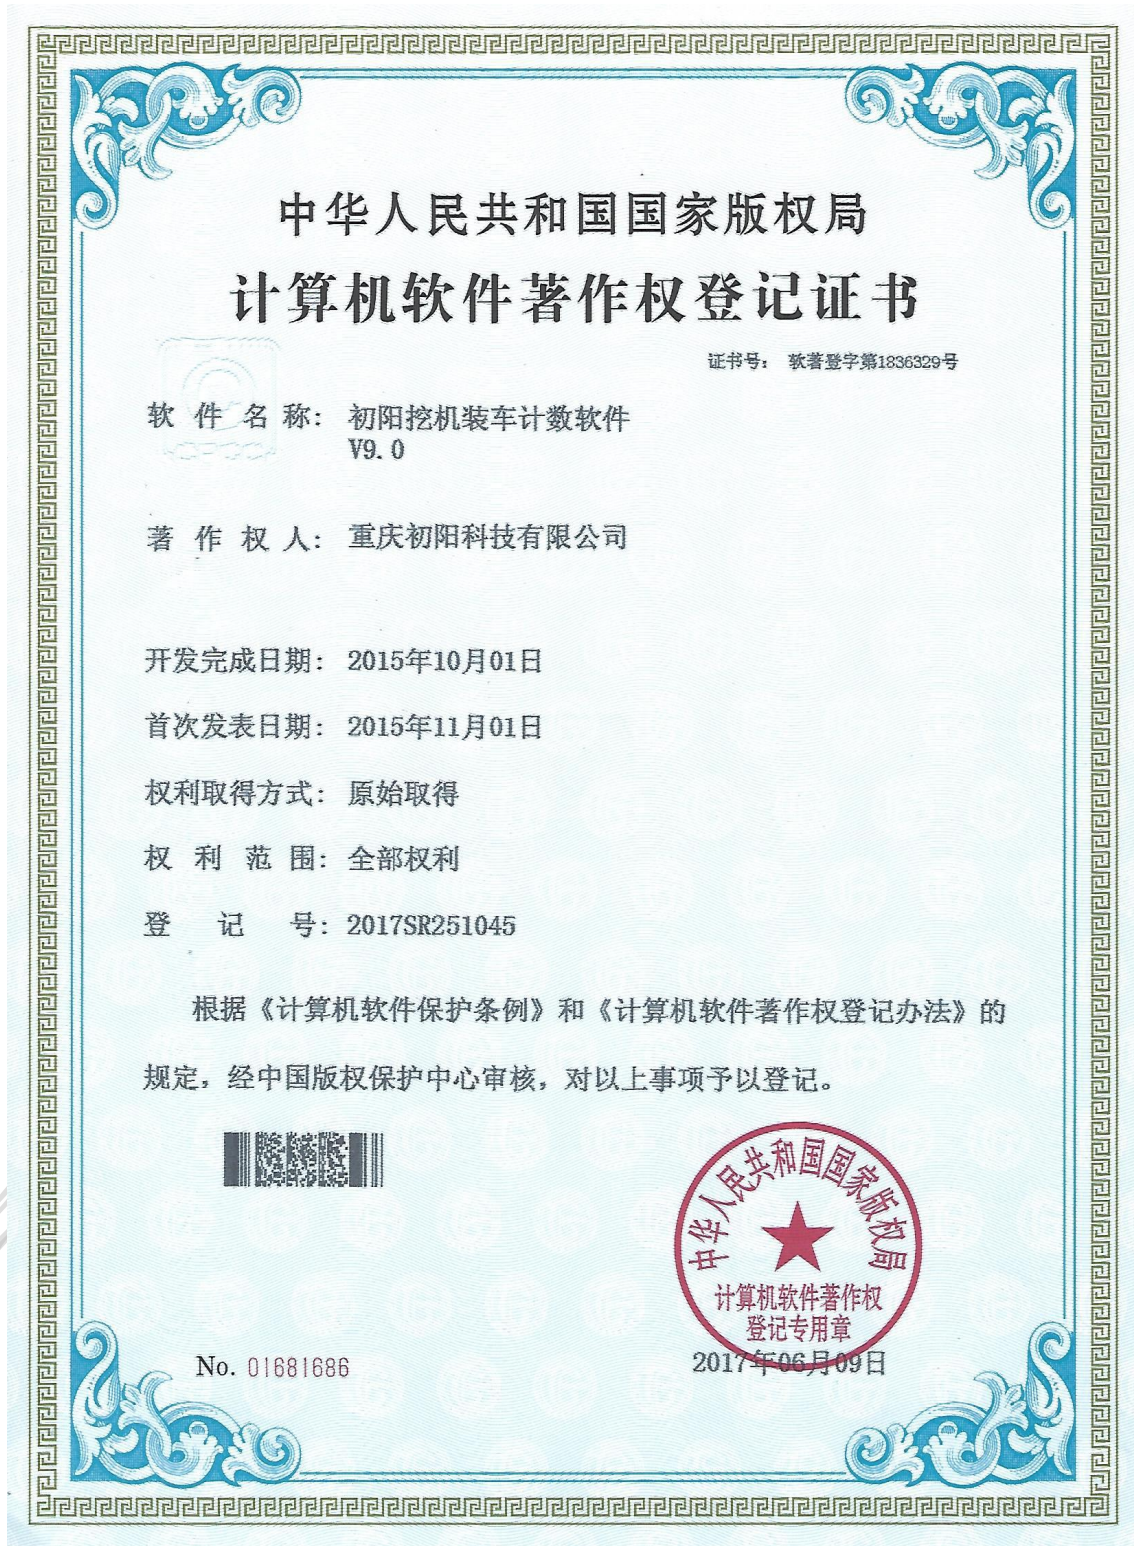 中华人民共和国国家版权局
计算机软件著作权登记证书
证书号： 软著登字第1836329号
软件名称： 初阳挖机装车计数软件
V9.0
著作权人： 重庆初阳科技有限公司
开发完成日期： 2015年10月01日
首次发表日期： 2015年11月01日
权利取得方式： 原始取得
权利范围： 全部权利
登记号： 2017SR251045
根据《计算机软件保护条例》和《计算机软件著作权登记办法》的
规定，经中国版权保护中心审核，对以上事项予以登记。
中华人民共和国国家版权局
计算机软件著作权
登记专用章
No. 01681686
2017年06月09日